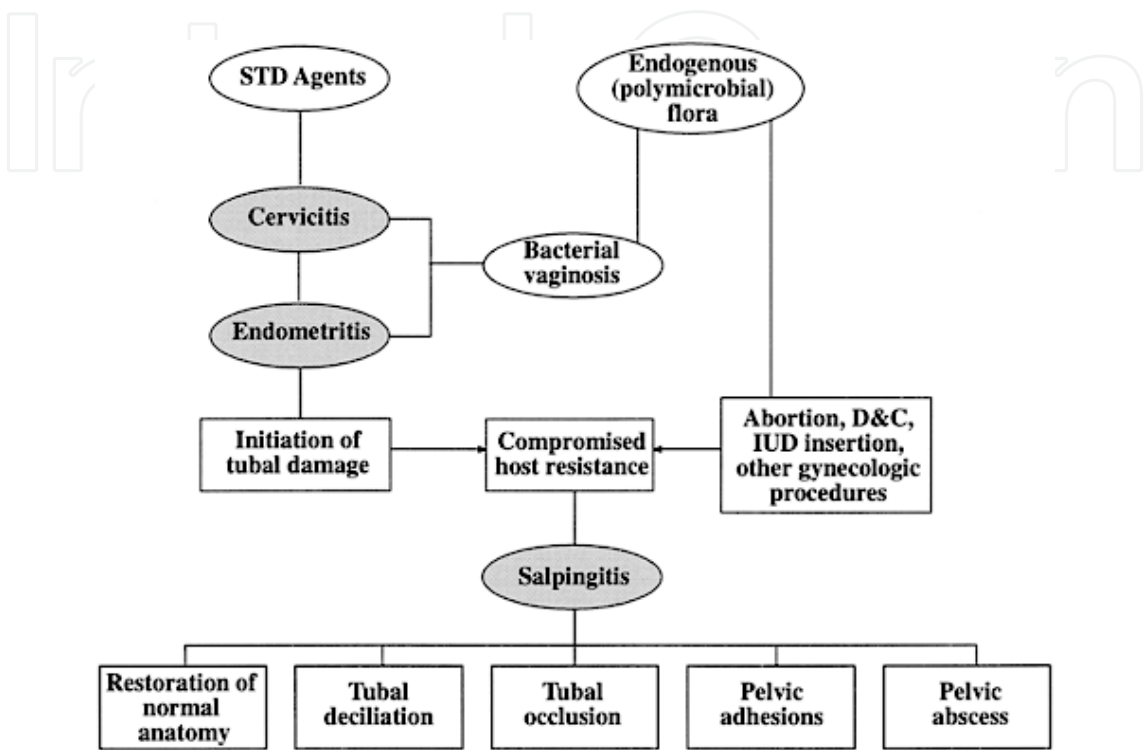 STD Agents
Endogenous
(polymicrobial)
flora
Cervicitis
Bacterial
vaginosis
Endometritis
Initiation of
tubal damage
Compromised
host resistance
Abortion, D&C,
IUD insertion,
other gynecologic
procedures
Salpingitis
Restoration of
normal
anatomy
Tubal
deciliation
Tubal
occlusion
Pelvic
adhesions
Pelvic
abscess